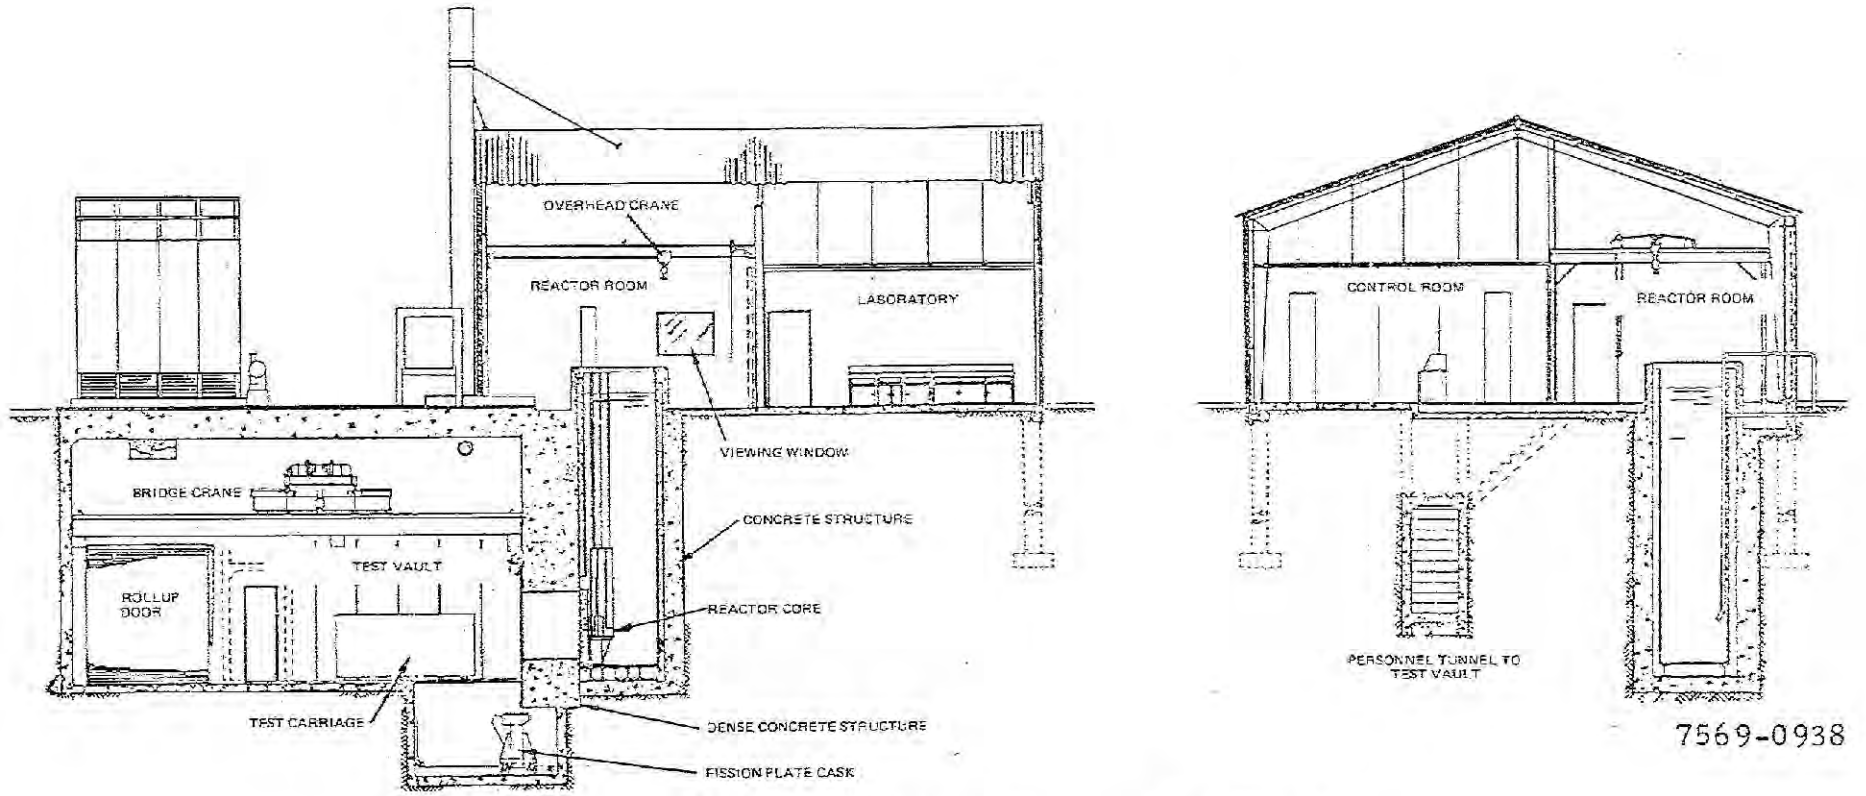 OVERHEAD CRANE
REACTOR ROOM
LABORATORY
VIEWING WINDOW
BRIDGE CRANE
CONCRETE STRUCTURE
TEST VAULT
ROLLUP
DOOR
REACTOR CORE
TEST CARRIAGE
DENSE CONCRETE STRUCTURE
FISSION PLATE CASK
CONTROL ROOM
REACTOR ROOM
PERSONNEL TUNNEL TO
TEST VAULT
7569-0938